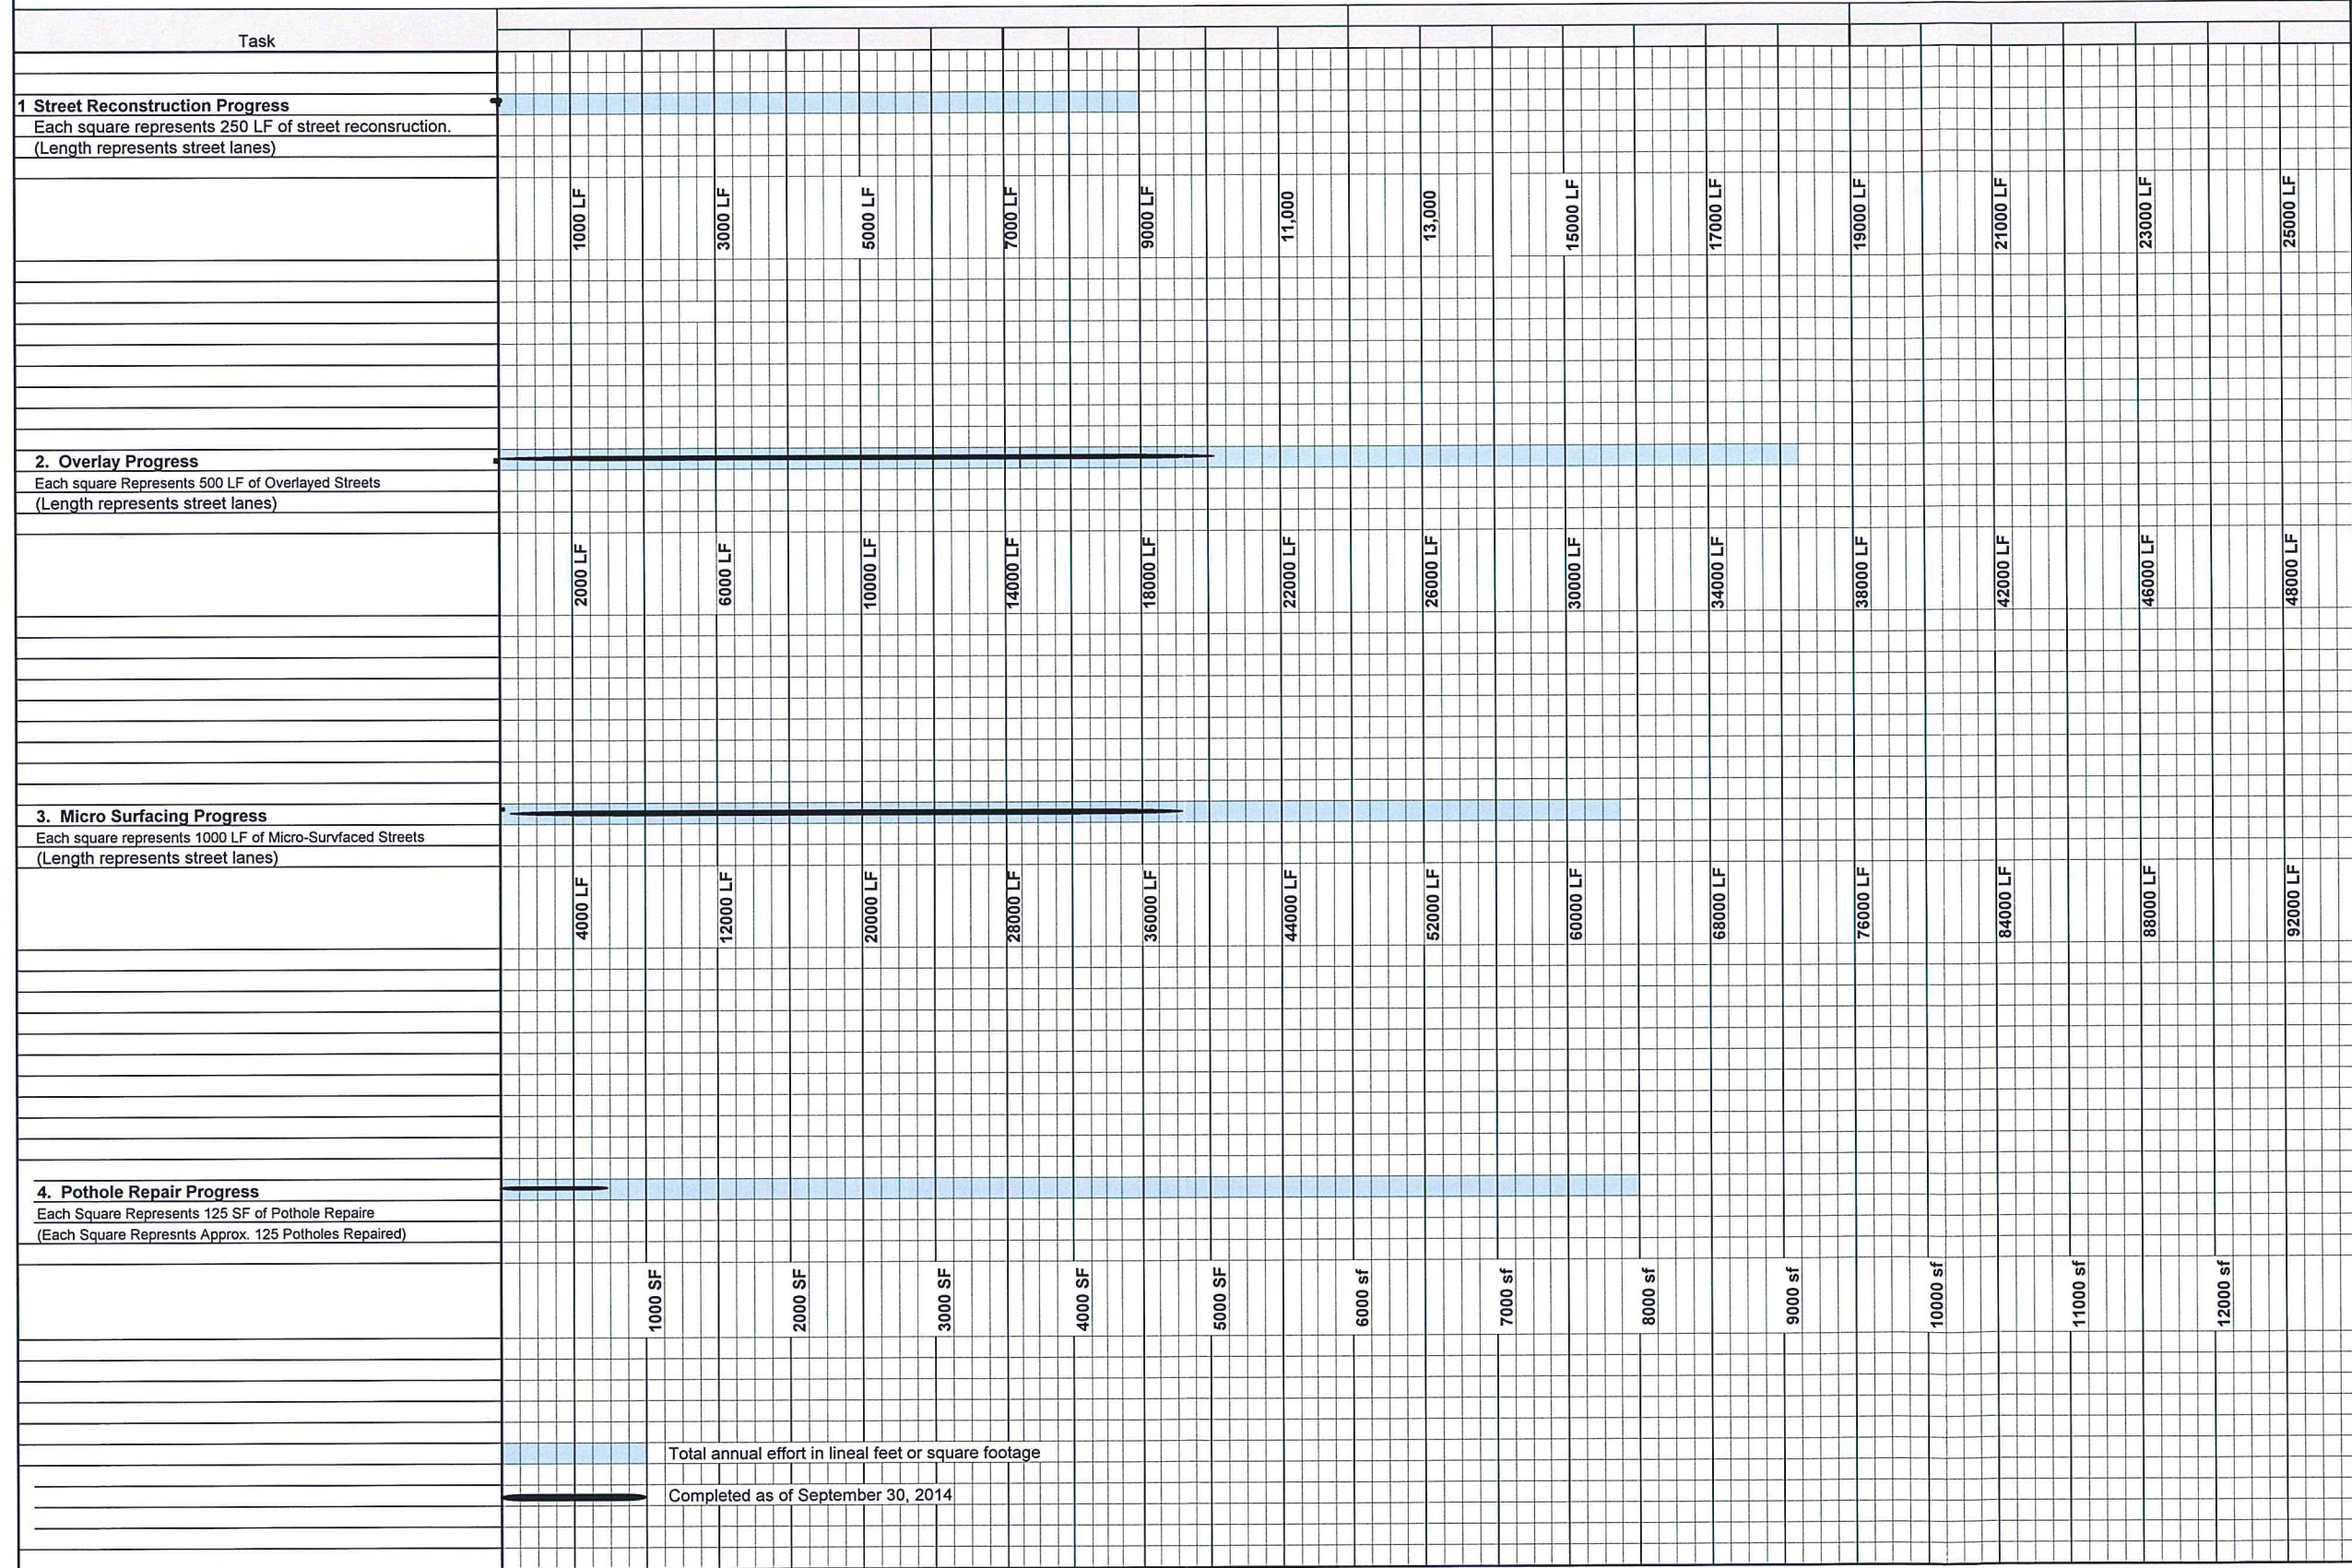 Task
1 Street Reconstruction Progress
Each square represents 250 LF of street reconsruction.
(Length represents street lanes)
1000 LF
3000 LF
5000 LF
7000 LF
9000 LF
11,000
13,000
15000 LF
17000 LF
19000 LF
21000 LF
23000 LF
25000 LF
2. Overlay Progress
Each square Represents 500 LF of Overlayed Streets
(Length represents street lanes)
2000 LF
6000 LF
10000 LF
14000 LF
18000 LF
22000 LF
26000 LF
30000 LF
34000 LF
38000 LF
42000 LF
46000 LF
48000 LF
3. Micro Surfacing Progress
Each square represents 1000 LF of Micro-Survfaced Streets
(Length represents street lanes)
4000 LF
12000 LF
20000 LF
28000 LF
36000 LF
44000 LF
52000 LF
60000 LF
68000 LF
76000 LF
84000 LF
88000 LF
92000 LF
4. Pothole Repair Progress
Each Square Represents 125 SF of Pothole Repaire
(Each Square Represnts Approx. 125 Potholes Repaired)
1000 SF
2000 SF
3000 SF
4000 SF
5000 SF
6000 sf
7000 sf
8000 sf
9000 sf
10000 sf
11000 sf
12000 sf
Total annual effort in lineal feet or square footage
Completed as of September 30, 2014